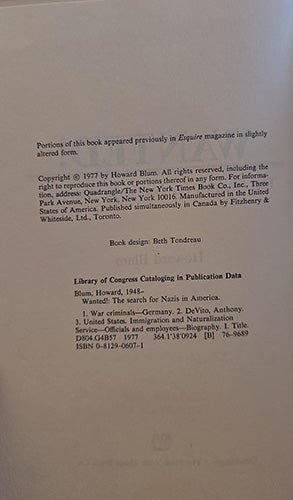 Portions of this book appeared previously in Esquire magazine in slightly
altered form.
Copyright © 1977 by Howard Blum. All rights reserved, including the
right to reproduce this book or portions thereof in any form. For informa-
tion, address: Quadrangle/The New York Times Book Co., Inc., Three
Park Avenue, New York, New York 10016. Manufactured in the United
States of America. Published simultaneously in Canada by Fitzhenry &
Whiteside, Ltd., Toronto.
Book design: Beth Tondreau
Library of Congress Cataloging in Publication Data
Blum, Howard, 1948-
Wanted!: The search for Nazis in America.
1. War criminals—Germany. 2. DeVito, Anthony.
3. United States. Immigration and Naturalization
Service—Officials and employees—Biography. I. Title.
D804.G4B57 1977 364.1'38'0924 [B] 76-9689
ISBN 0-8129-0607-1